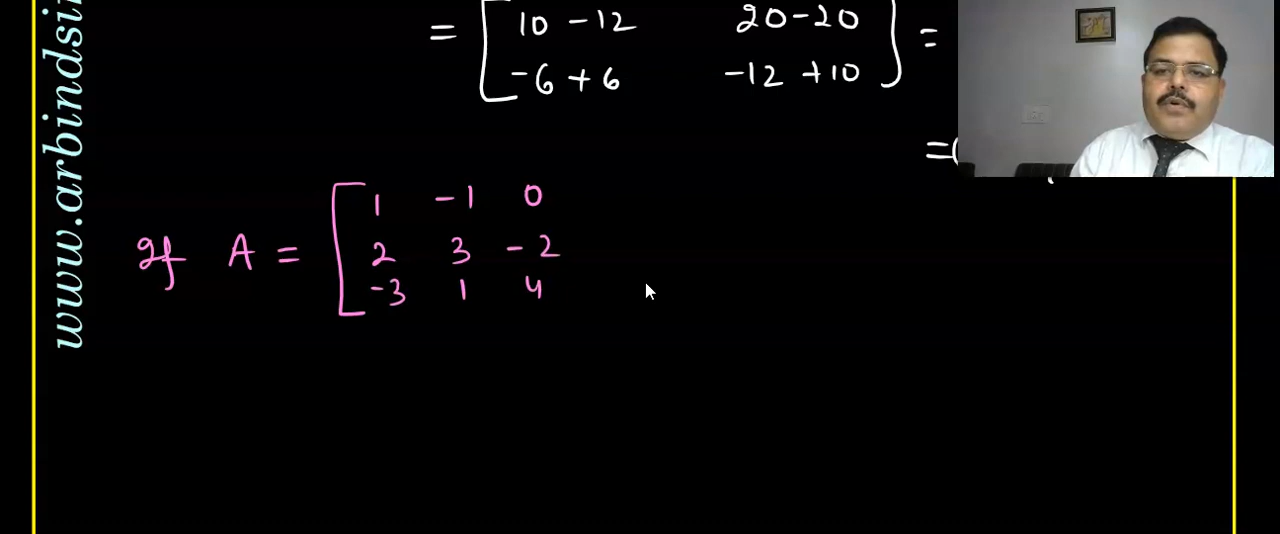 = [ 10 -12 20-20 ] =
-6 + 6 -12 +10
=(
If A = [ 1 -1 0
2 3 -2
-3 1 4
www.arbindsi